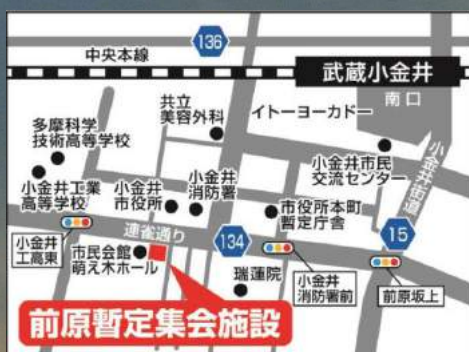 136
中央本線
武蔵小金井
南口
共立
美容外科
イトーヨーカドー
小金井街道
多摩科学
技術高等学校
小金井市民
交流センター
小金井工業
高等学校
小金井
市役所
小金井
消防署
市役所本町
暫定庁舎
連雀通り
134
15
小金井
工高東
市民会館
萌え木ホール
瑞蓮院
小金井
消防署前
前原坂上
前原暫定集会施設